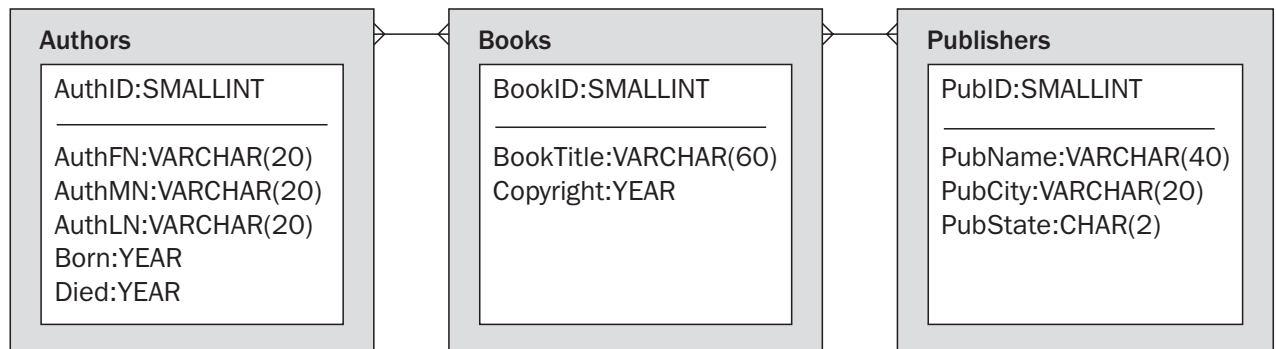 Authors
AuthID:SMALLINT
AuthFN:VARCHAR(20)
AuthMN:VARCHAR(20)
AuthLN:VARCHAR(20)
Born:YEAR
Died:YEAR
Books
BookID:SMALLINT
BookTitle:VARCHAR(60)
Copyright:YEAR
Publishers
PubID:SMALLINT
PubName:VARCHAR(40)
PubCity:VARCHAR(20)
PubState:CHAR(2)